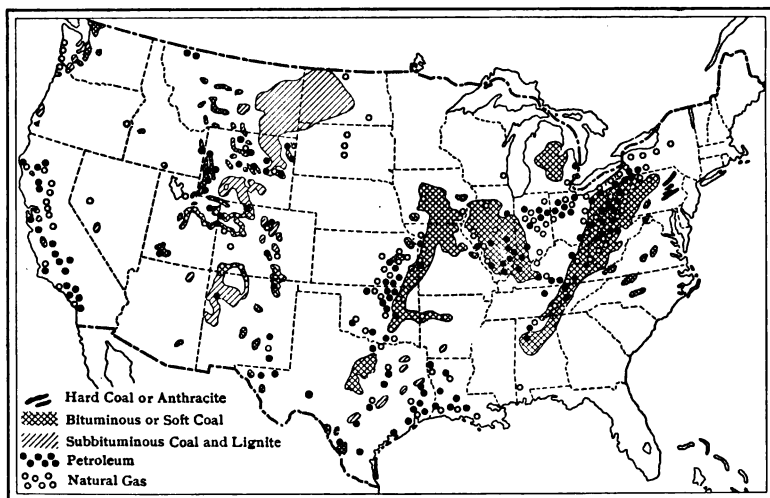 Hard Coal or Anthracite
Bituminous or Soft Coal
Subbituminous Coal and Lignite
Petroleum
Natural Gas